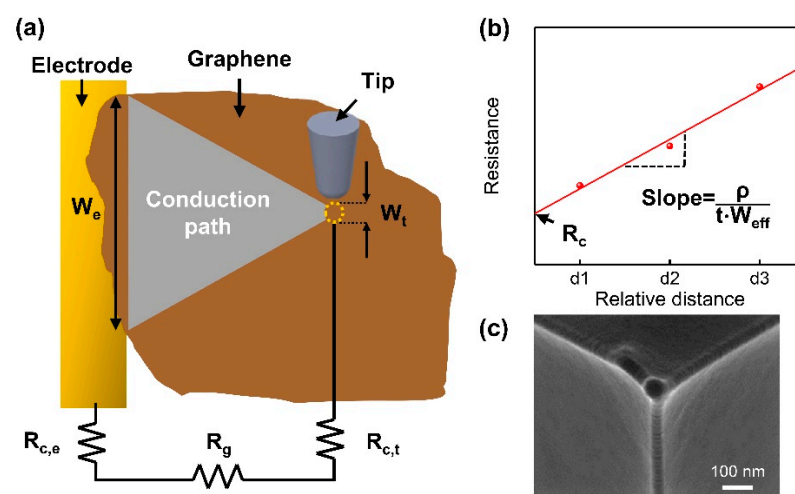 (a)
Electrode
Graphene
Tip
We
Conduction
path
Wt
Rc,e
Rg
Rc,t
(b)
Resistance
Slope=ρ/t·Weff
Rc
d1 d2 d3
Relative distance
(c)
100 nm